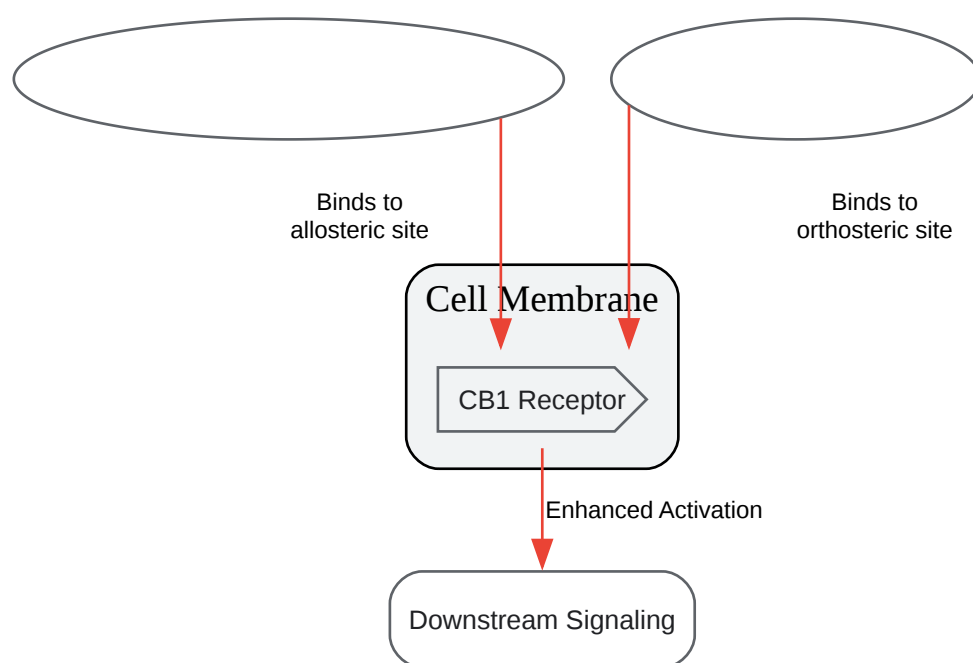 Binds to
allosteric site
Binds to
orthosteric site
Cell Membrane
CB1 Receptor
Enhanced Activation
Downstream Signaling